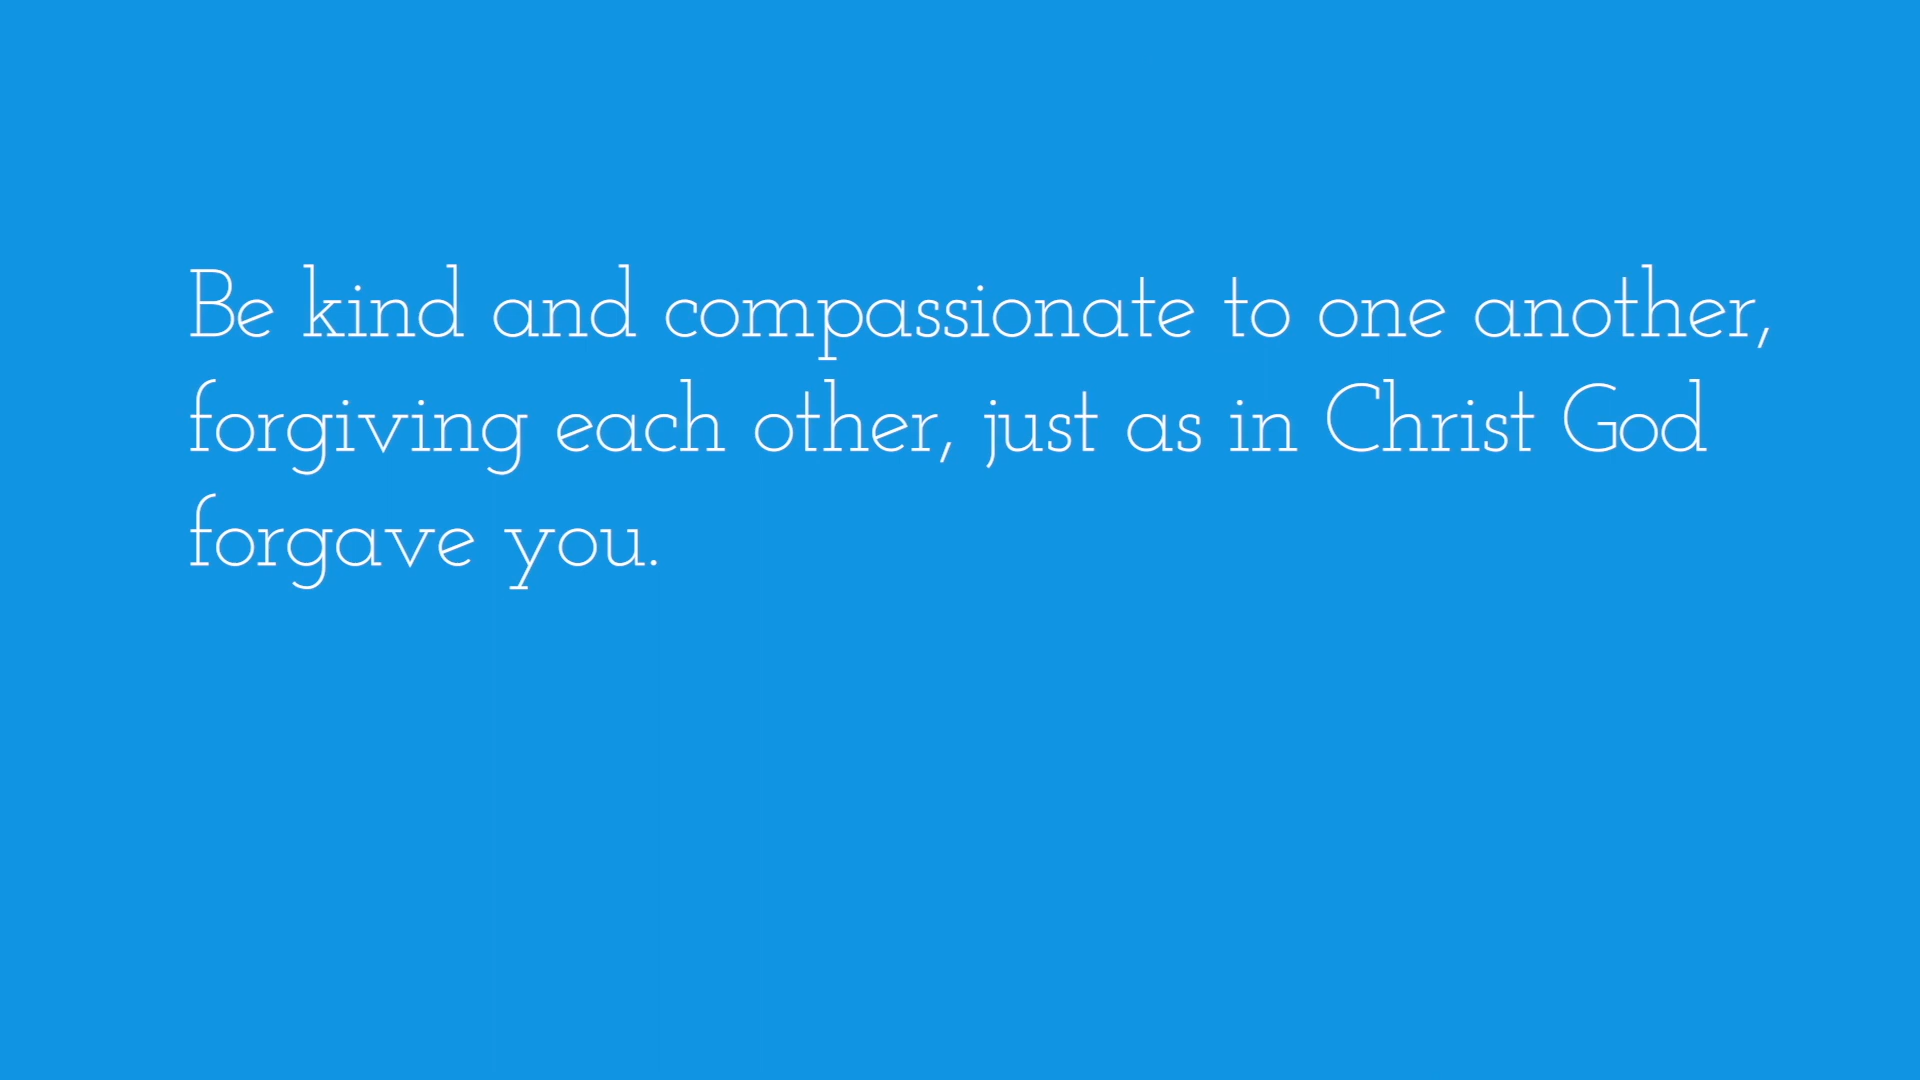 Be kind and compassionate to one another,
forgiving each other, just as in Christ God
forgave you.